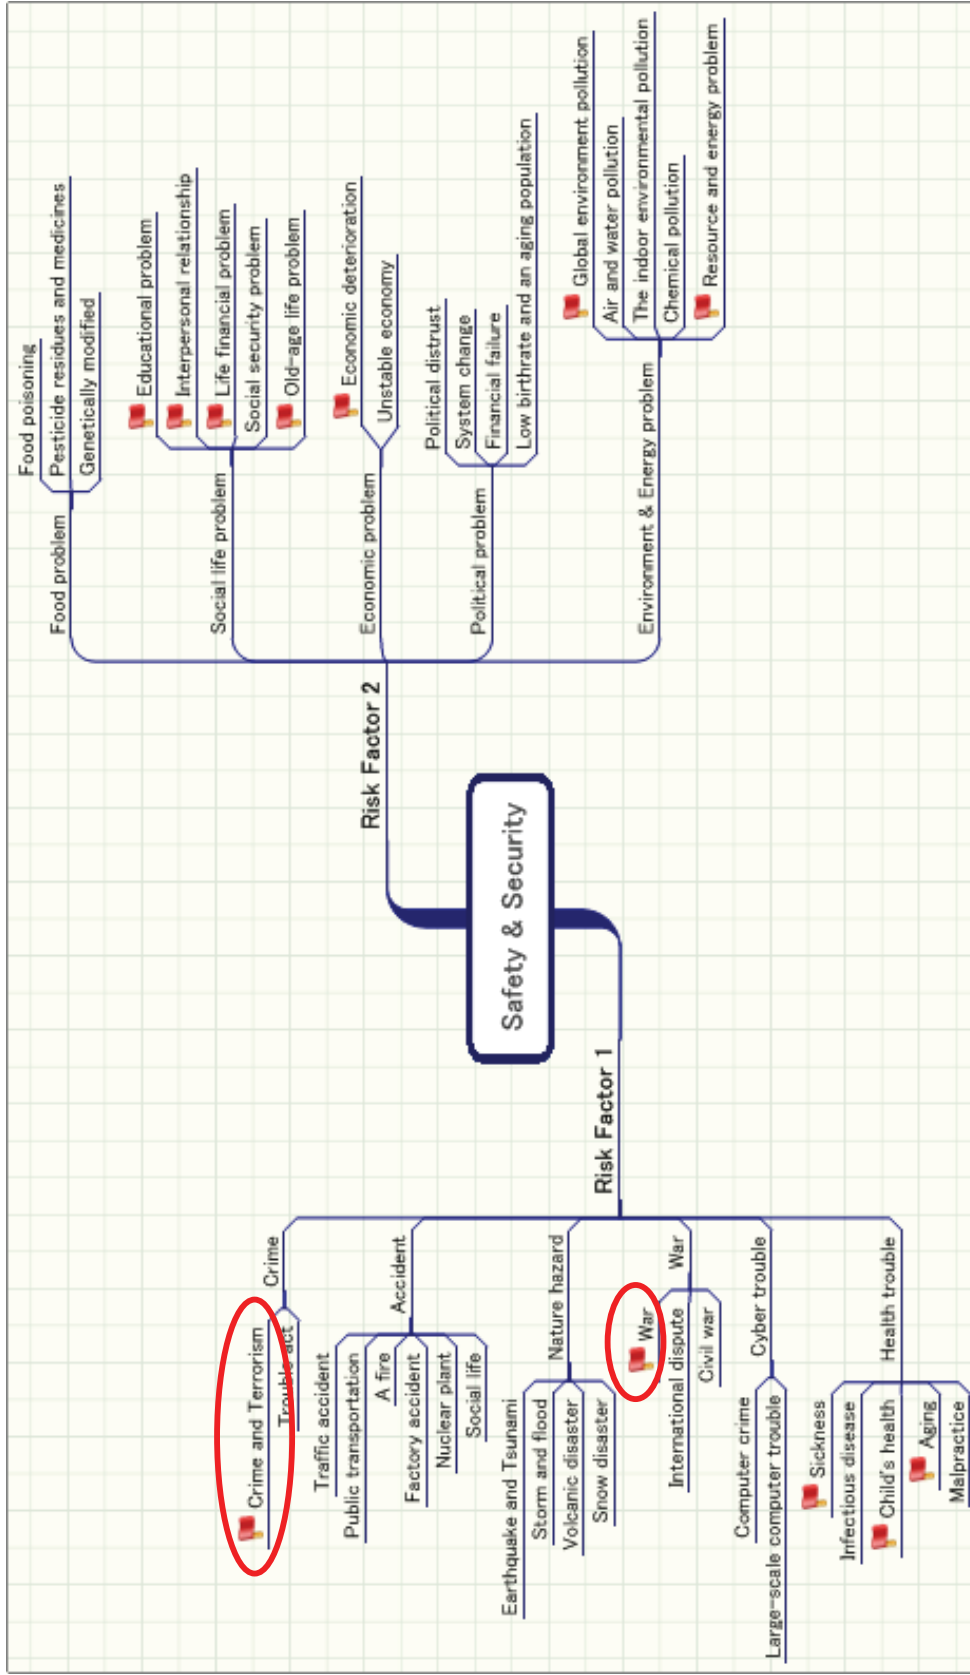 Safety & Security
Risk Factor 1
Crime
Crime and Terrorism
Trouble act
Accident
Traffic accident
Public transportation
A fire
Factory accident
Nuclear plant
Social life
Nature hazard
Earthquake and Tsunami
Storm and flood
Volcanic disaster
Snow disaster
War
War
International dispute
Civil war
Cyber trouble
Computer crime
Large-scale computer trouble
Health trouble
Sickness
Infectious disease
Child's health
Aging
Malpractice
Risk Factor 2
Food problem
Food poisoning
Pesticide residues and medicines
Genetically modified
Social life problem
Educational problem
Interpersonal relationship
Life financial problem
Social security problem
Old-age life problem
Economic problem
Economic deterioration
Unstable economy
Political problem
Political distrust
System change
Financial failure
Low birthrate and an aging population
Environment & Energy problem
Global environment pollution
Air and water pollution
The indoor environmental pollution
Chemical pollution
Resource and energy problem